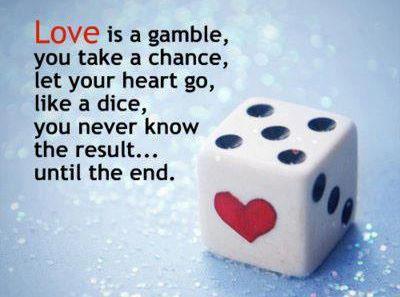 Love is a gamble,
you take a chance,
let your heart go,
like a dice,
you never know
the result...
until the end.